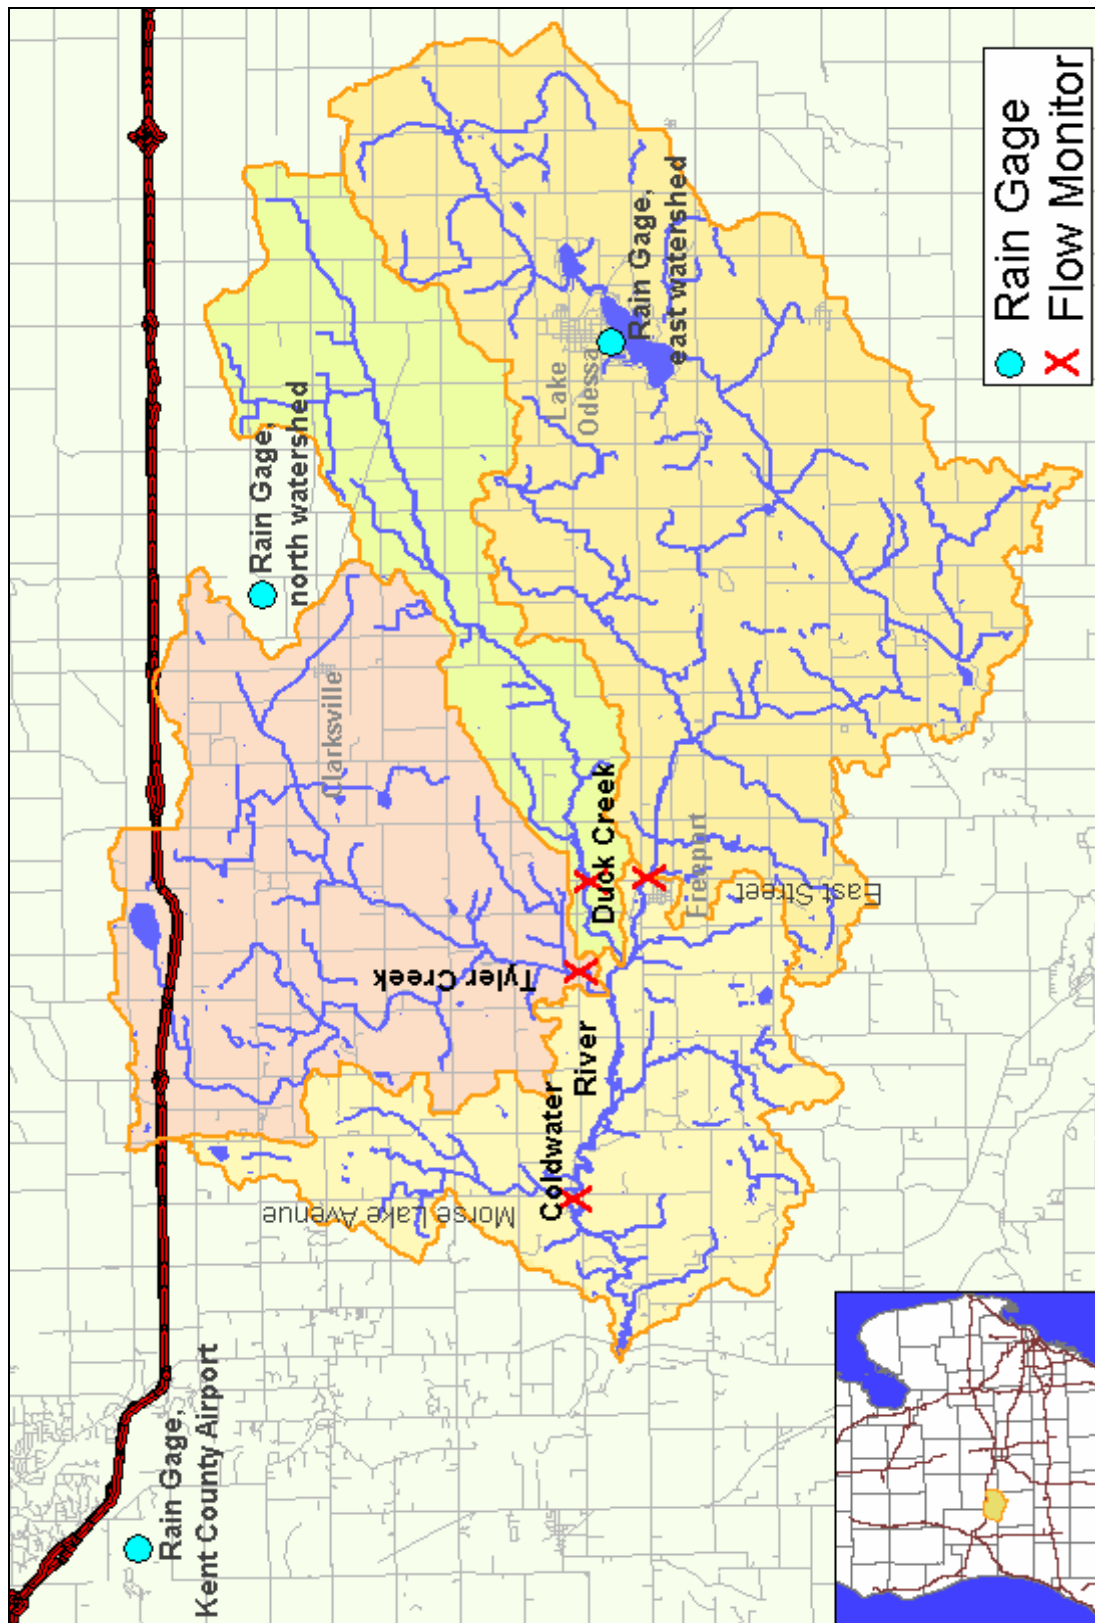 Rain Gage,
Kent County Airport
Rain Gage,
north watershed
Clarksville
Tyler Creek
Morse Lake Avenue
Coldwater
River
Duck Creek
Freeport
East Street
Lake
Odessa
Rain Gage,
east watershed
Rain Gage
Flow Monitor